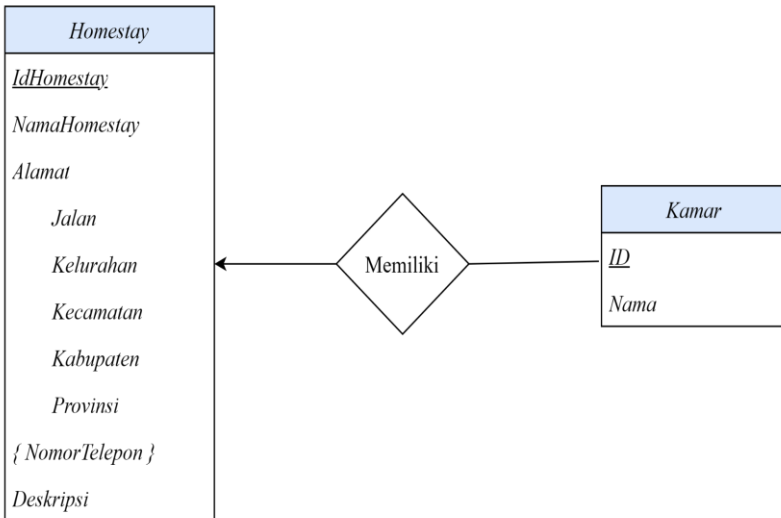 Homestay
IdHomestay
NamaHomestay
Alamat
Jalan
Kelurahan
Kecamatan
Kabupaten
Provinsi
{ NomorTelepon }
Deskripsi
Memiliki
Kamar
ID
Nama